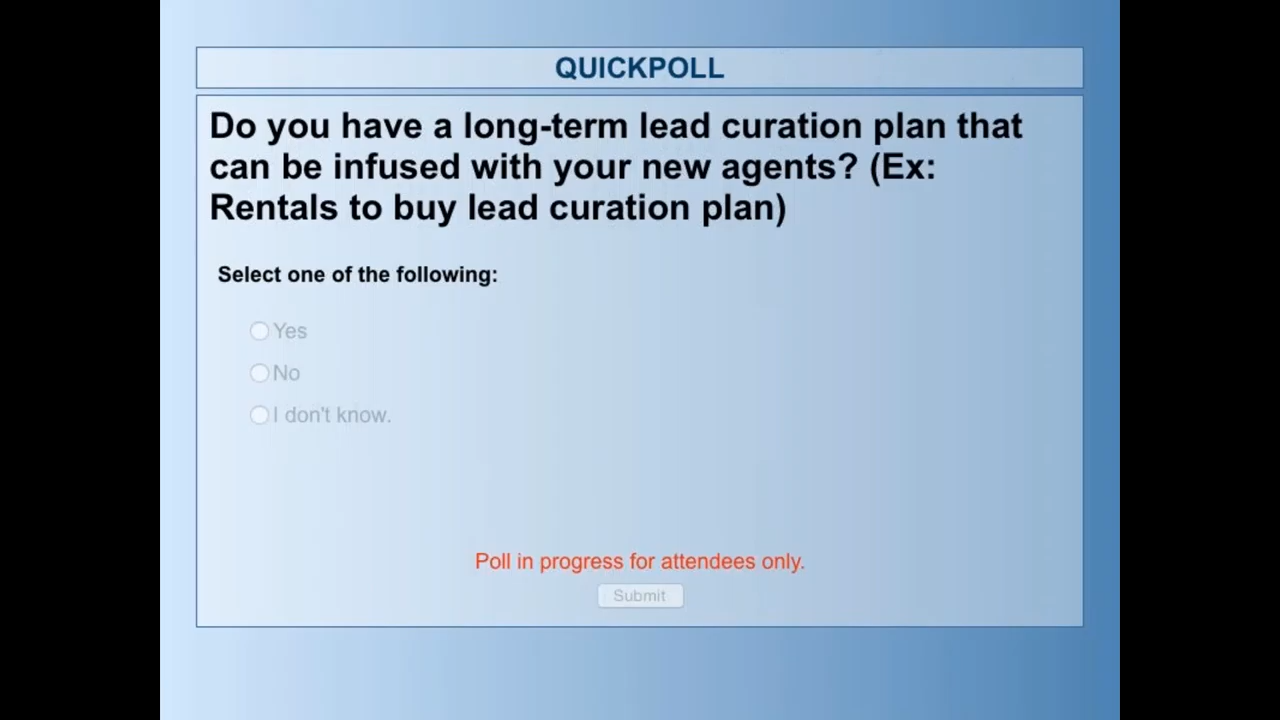 QUICKPOLL
Do you have a long-term lead curation plan that
can be infused with your new agents? (Ex:
Rentals to buy lead curation plan)
Select one of the following:
Yes
No
I don't know.
Poll in progress for attendees only.
Submit